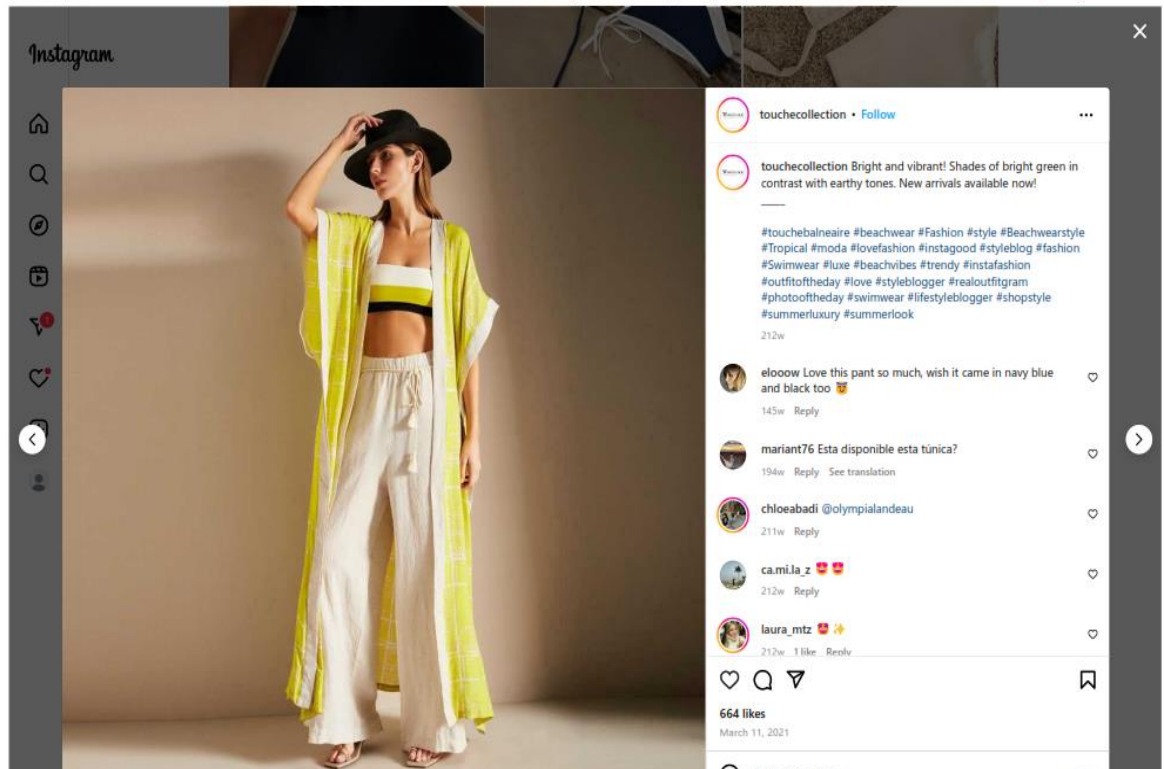 Instagram
touchecollection • Follow
touchecollection Bright and vibrant! Shades of bright green in
contrast with earthy tones. New arrivals available now!
——–
#touchebalneaire #beachwear #Fashion #style #Beachwearstyle
#Tropical #moda #lovefashion #instagood #styleblog #fashion
#Swimwear #luxe #beachvibes #trendy #instafashion
#outfitoftheday #love #styleblogger #realoutfitgram
#photooftheday #swimwear #lifestyleblogger #shopstyle
#summerluxury #summerlook
212w
elooow Love this pant so much, wish it came in navy blue
and black too 😻
145w Reply
mariant76 Esta disponible esta túnica?
194w Reply See translation
chloeabadi @olympialandeau
211w Reply
ca.mi.la_z 😍 😍
212w Reply
laura_mtz 😍 ✨
212w 1 like Reply
664 likes
March 11, 2021